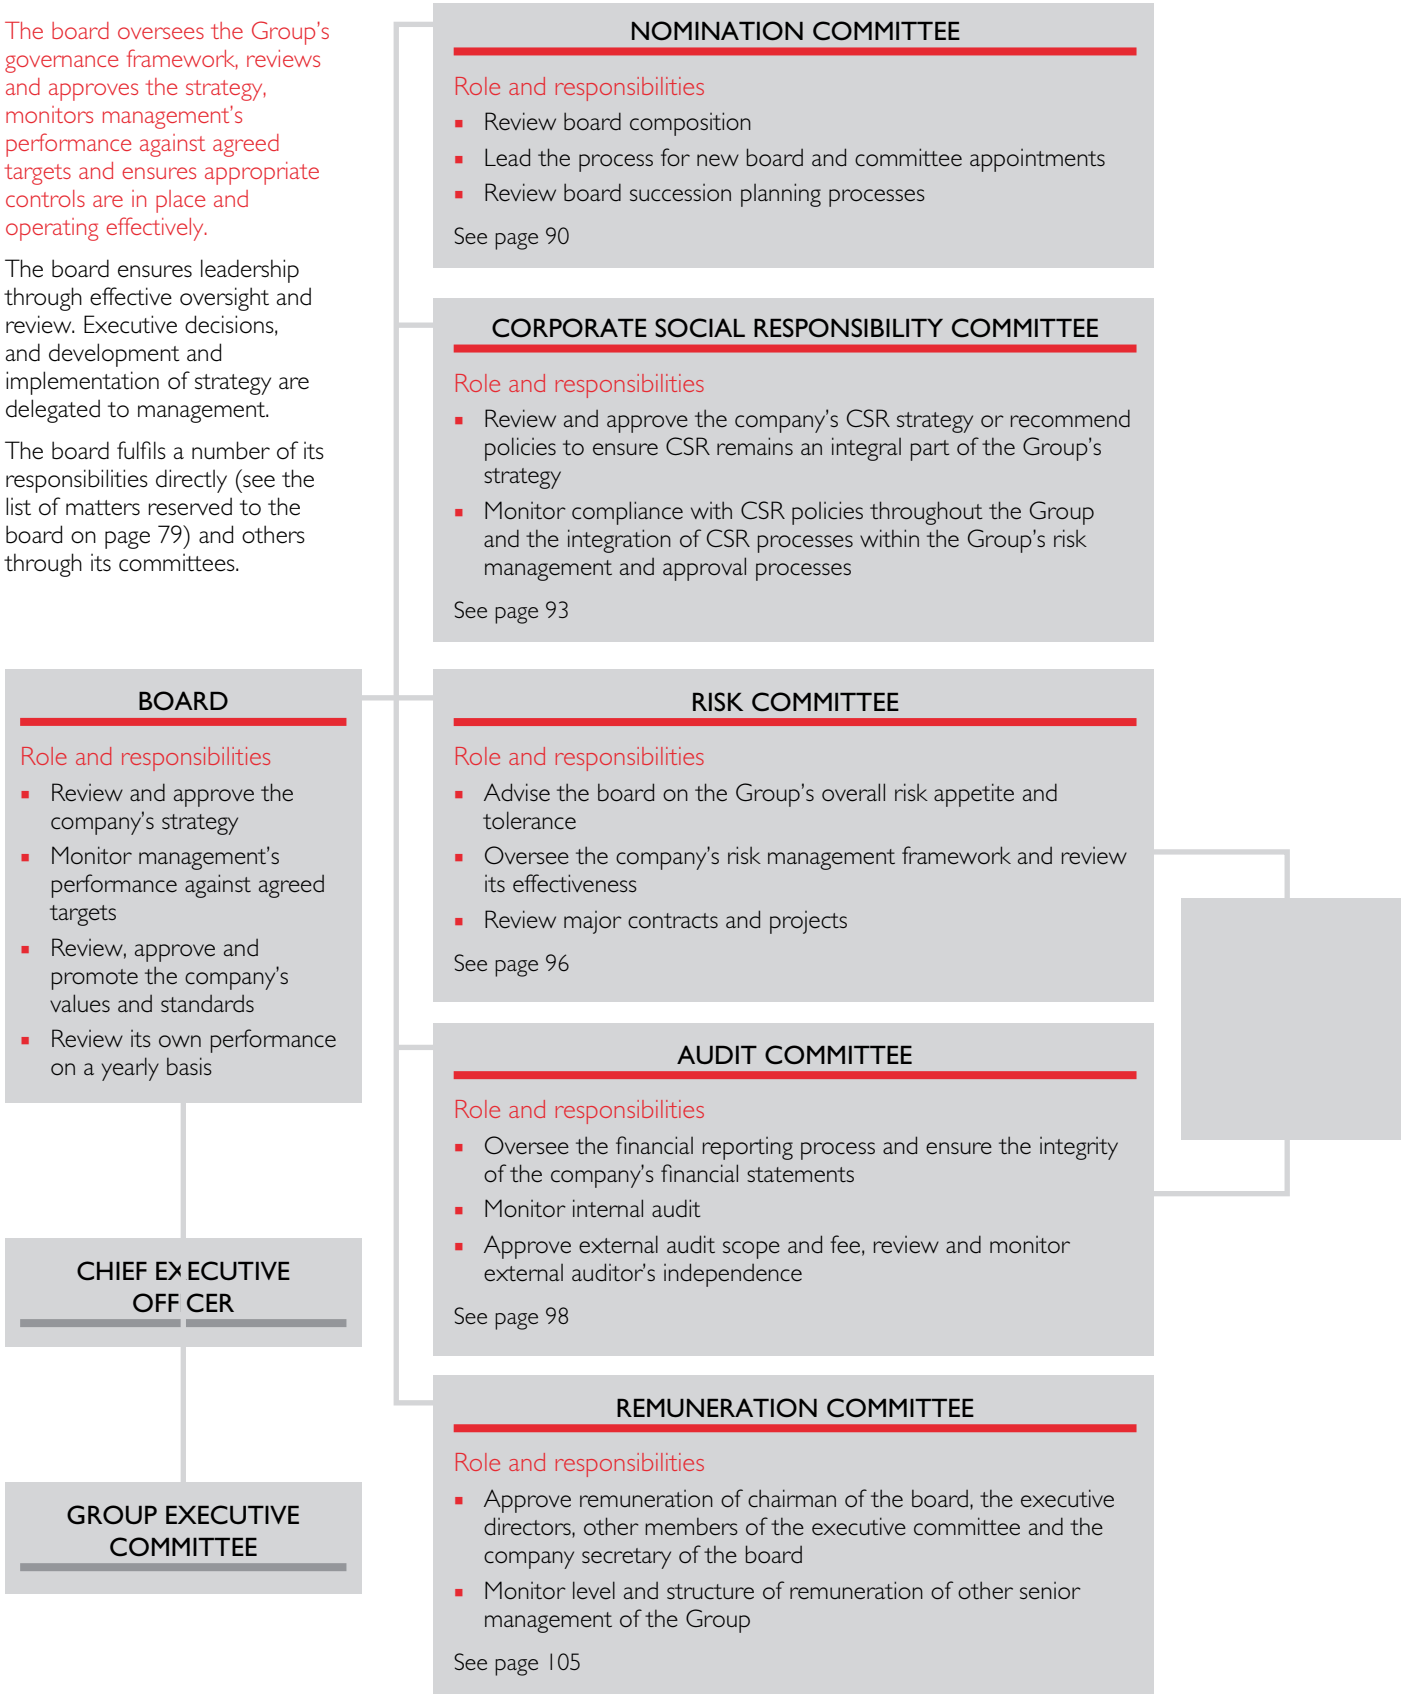 The board oversees the Group's
governance framework, reviews
and approves the strategy,
monitors management's
performance against agreed
targets and ensures appropriate
controls are in place and
operating effectively.
The board ensures leadership
through effective oversight and
review. Executive decisions,
and development and
implementation of strategy are
delegated to management.
The board fulfils a number of its
responsibilities directly (see the
list of matters reserved to the
board on page 79) and others
through its committees.
BOARD
Role and responsibilities
▪ Review and approve the
company's strategy
▪ Monitor management's
performance against agreed
targets
▪ Review, approve and
promote the company's
values and standards
▪ Review its own performance
on a yearly basis
CHIEF EXECUTIVE
OFFICER
GROUP EXECUTIVE
COMMITTEE
NOMINATION COMMITTEE
Role and responsibilities
▪ Review board composition
▪ Lead the process for new board and committee appointments
▪ Review board succession planning processes
See page 90
CORPORATE SOCIAL RESPONSIBILITY COMMITTEE
Role and responsibilities
▪ Review and approve the company's CSR strategy or recommend
policies to ensure CSR remains an integral part of the Group's
strategy
▪ Monitor compliance with CSR policies throughout the Group
and the integration of CSR processes within the Group's risk
management and approval processes
See page 93
RISK COMMITTEE
Role and responsibilities
▪ Advise the board on the Group's overall risk appetite and
tolerance
▪ Oversee the company's risk management framework and review
its effectiveness
▪ Review major contracts and projects
See page 96
AUDIT COMMITTEE
Role and responsibilities
▪ Oversee the financial reporting process and ensure the integrity
of the company's financial statements
▪ Monitor internal audit
▪ Approve external audit scope and fee, review and monitor
external auditor's independence
See page 98
REMUNERATION COMMITTEE
Role and responsibilities
▪ Approve remuneration of chairman of the board, the executive
directors, other members of the executive committee and the
company secretary of the board
▪ Monitor level and structure of remuneration of other senior
management of the Group
See page 105